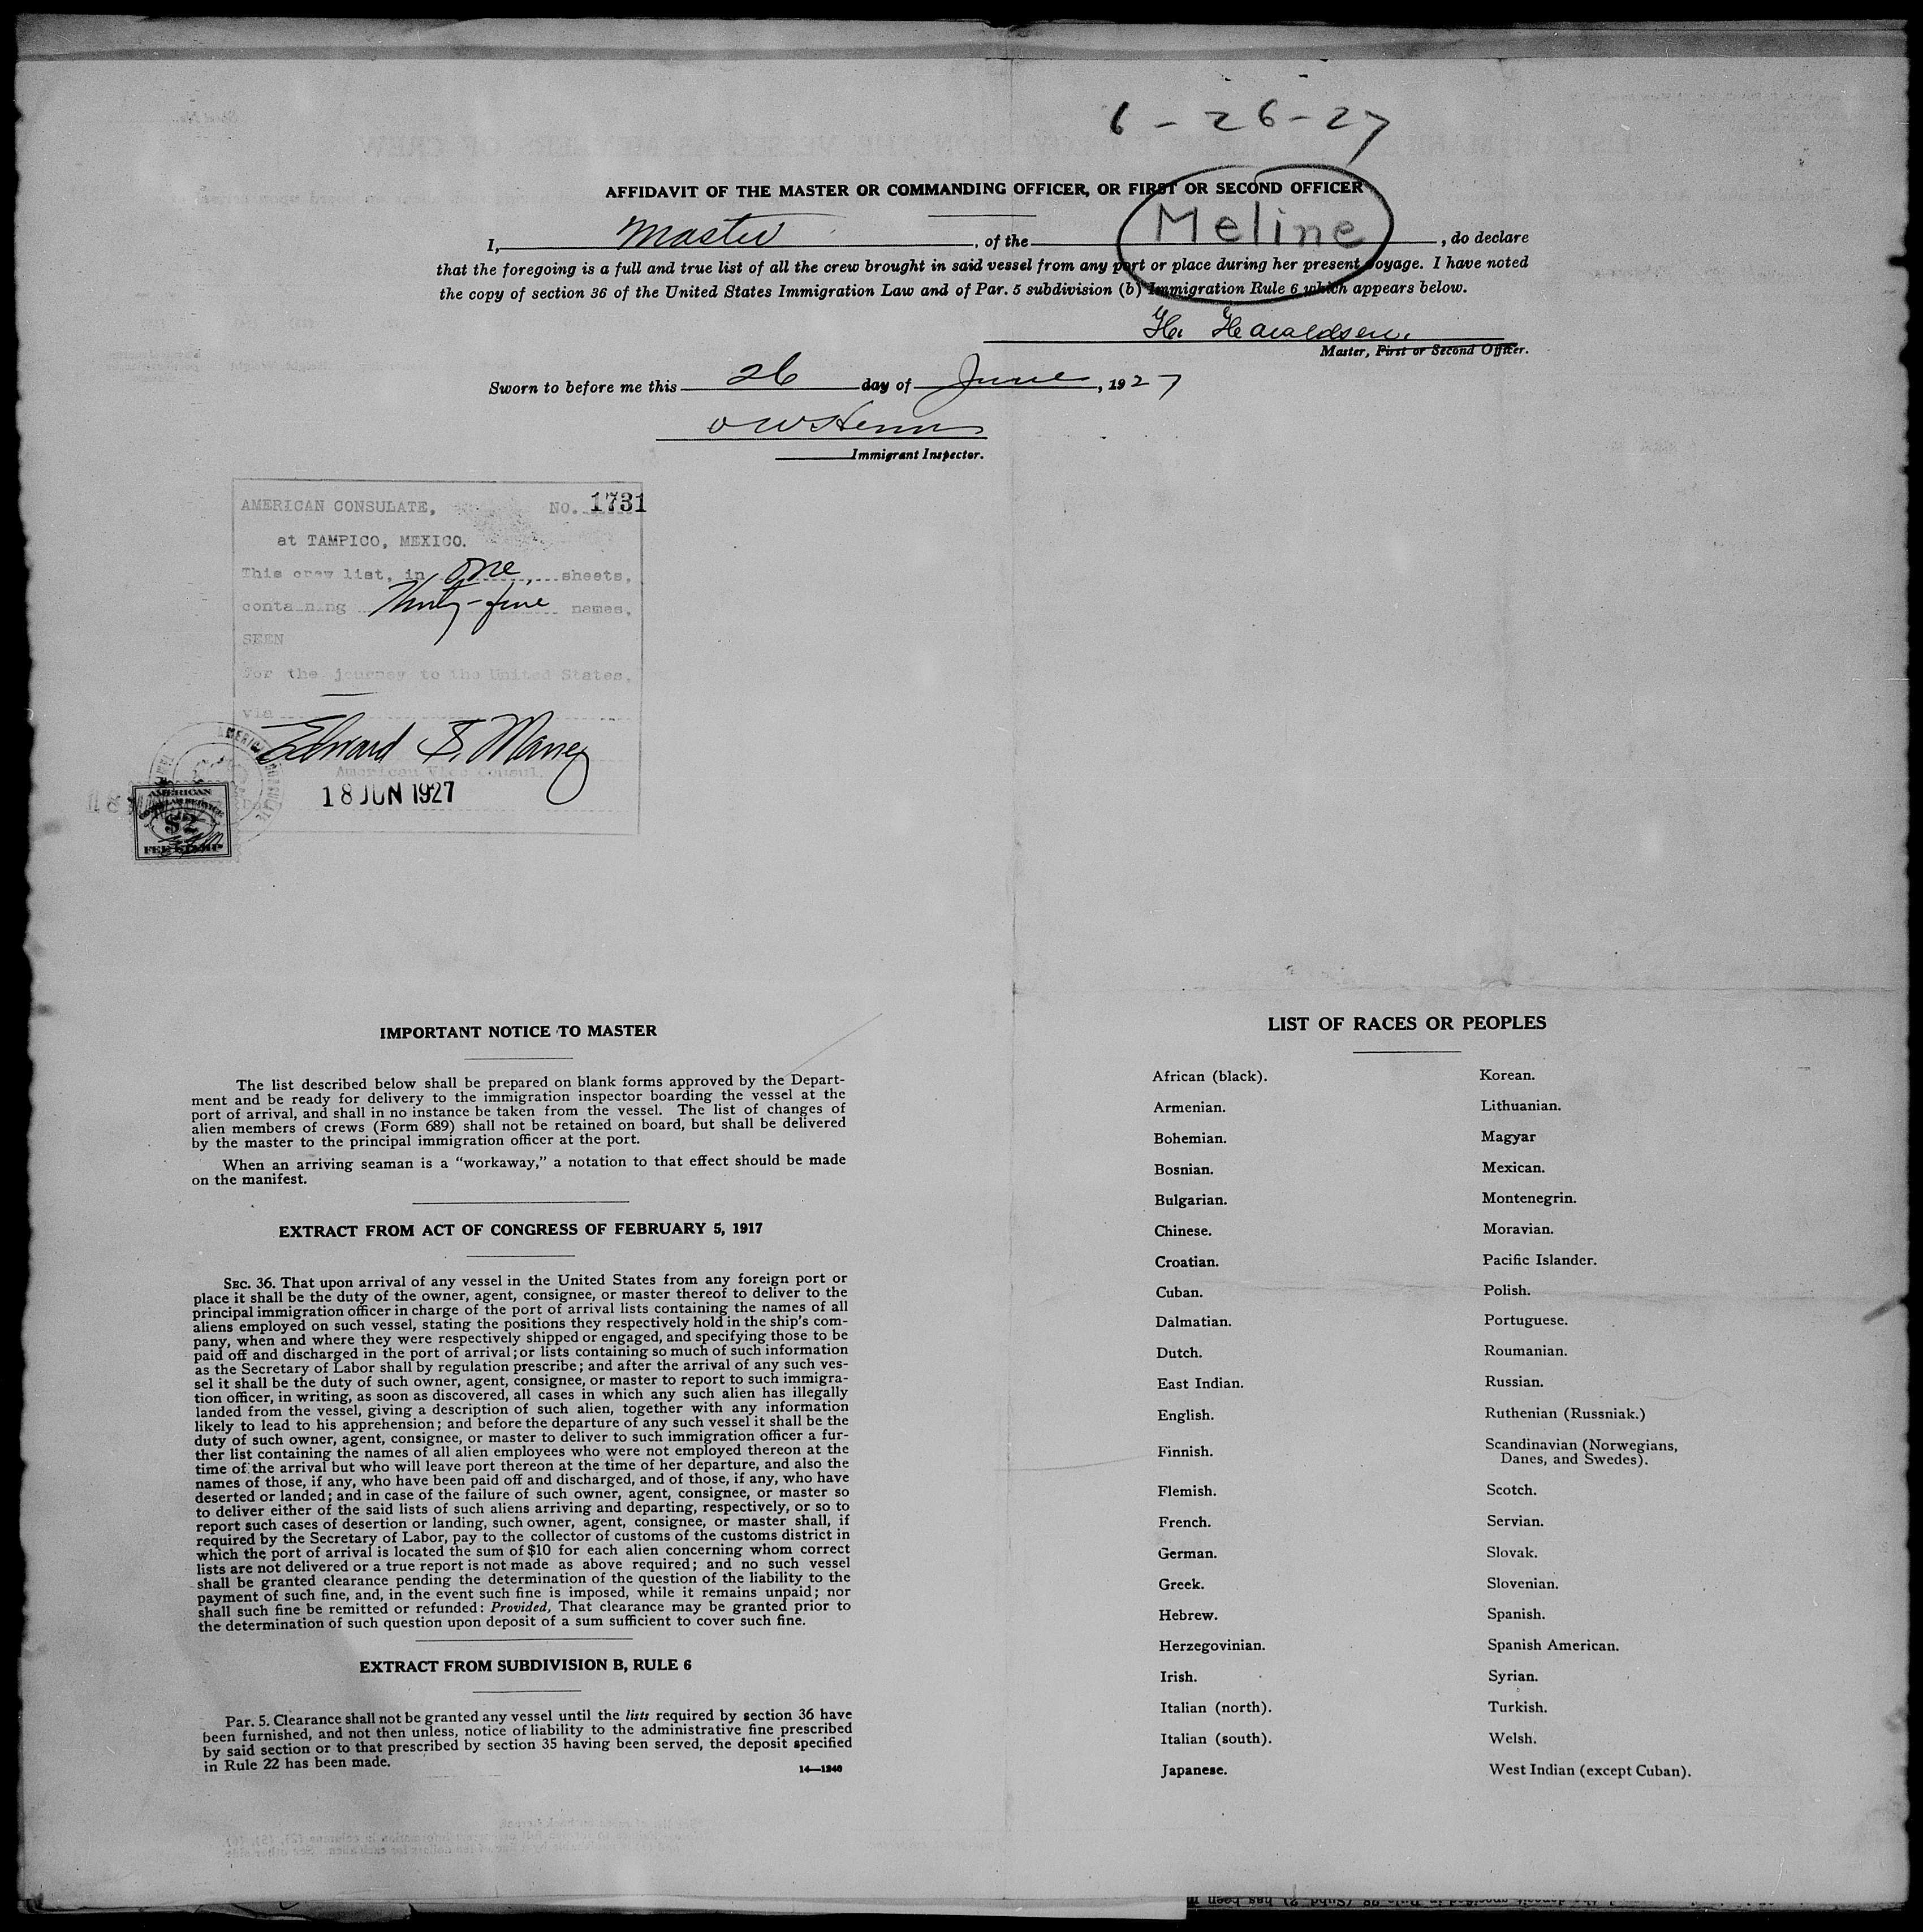 6 - 26 - 27
AFFIDAVIT OF THE MASTER OR COMMANDING OFFICER, OR FIRST OR SECOND OFFICER
I, Master, of the Meline, do declare
that the foregoing is a full and true list of all the crew brought in said vessel from any port or place during her present voyage. I have noted
the copy of section 36 of the United States Immigration Law and of Par. 5 subdivision (b) Immigration Rule 6 which appears below.
H. Haraldsen.
Master, First or Second Officer.
Sworn to before me this 26 day of June, 1927
Immigrant Inspector.
AMERICAN CONSULATE, NO. 1731
at TAMPICO, MEXICO.
This crew list, in one sheets,
containing Thirty-five names,
SEEN
for the journey to the United States,
via
Edward S. Maney
American Vice Consul.
18 JUN 1927
AMERICAN
$2
FEE STAMP
IMPORTANT NOTICE TO MASTER
The list described below shall be prepared on blank forms approved by the Depart-
ment and be ready for delivery to the immigration inspector boarding the vessel at the
port of arrival, and shall in no instance be taken from the vessel. The list of changes of
alien members of crews (Form 689) shall not be retained on board, but shall be delivered
by the master to the principal immigration officer at the port.
When an arriving seaman is a "workaway," a notation to that effect should be made
on the manifest.
EXTRACT FROM ACT OF CONGRESS OF FEBRUARY 5, 1917
SEC. 36. That upon arrival of any vessel in the United States from any foreign port or
place it shall be the duty of the owner, agent, consignee, or master thereof to deliver to the
principal immigration officer in charge of the port of arrival lists containing the names of all
aliens employed on such vessel, stating the positions they respectively hold in the ship's com-
pany, when and where they were respectively shipped or engaged, and specifying those to be
paid off and discharged in the port of arrival; or lists containing so much of such information
as the Secretary of Labor shall by regulation prescribe; and after the arrival of any such ves-
sel it shall be the duty of such owner, agent, consignee, or master to report to such immigra-
tion officer, in writing, as soon as discovered, all cases in which any such alien has illegally
landed from the vessel, giving a description of such alien, together with any information
likely to lead to his apprehension; and before the departure of any such vessel it shall be the
duty of such owner, agent, consignee, or master to deliver to such immigration officer a fur-
ther list containing the names of all alien employees who were not employed thereon at the
time of the arrival but who will leave port thereon at the time of her departure, and also the
names of those, if any, who have been paid off and discharged, and of those, if any, who have
deserted or landed; and in case of the failure of such owner, agent, consignee, or master so
to deliver either of the said lists of such aliens arriving and departing, respectively, or so to
report such cases of desertion or landing, such owner, agent, consignee, or master shall, if
required by the Secretary of Labor, pay to the collector of customs of the customs district in
which the port of arrival is located the sum of $10 for each alien concerning whom correct
lists are not delivered or a true report is not made as above required; and no such vessel
shall be granted clearance pending the determination of the question of the liability to the
payment of such fine, and, in the event such fine is imposed, while it remains unpaid; nor
shall such fine be remitted or refunded: Provided, That clearance may be granted prior to
the determination of such question upon deposit of a sum sufficient to cover such fine.
EXTRACT FROM SUBDIVISION B, RULE 6
Par. 5. Clearance shall not be granted any vessel until the lists required by section 36 have
been furnished, and not then unless, notice of liability to the administrative fine prescribed
by said section or to that prescribed by section 35 having been served, the deposit specified
in Rule 22 has been made.
14—1240
LIST OF RACES OR PEOPLES
African (black).
Armenian.
Bohemian.
Bosnian.
Bulgarian.
Chinese.
Croatian.
Cuban.
Dalmatian.
Dutch.
East Indian.
English.
Finnish.
Flemish.
French.
German.
Greek.
Hebrew.
Herzegovinian.
Irish.
Italian (north).
Italian (south).
Japanese.
Korean.
Lithuanian.
Magyar
Mexican.
Montenegrin.
Moravian.
Pacific Islander.
Polish.
Portuguese.
Roumanian.
Russian.
Ruthenian (Russniak.)
Scandinavian (Norwegians,
Danes, and Swedes).
Scotch.
Servian.
Slovak.
Slovenian.
Spanish.
Spanish American.
Syrian.
Turkish.
Welsh.
West Indian (except Cuban).